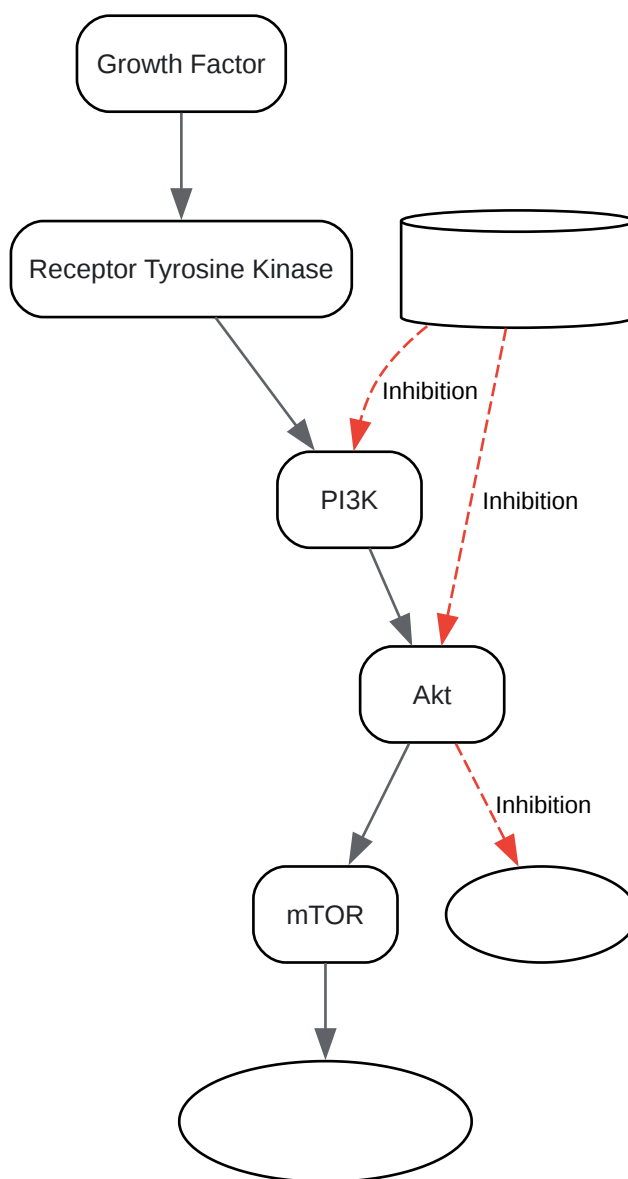 Growth Factor
Receptor Tyrosine Kinase
Inhibition
PI3K
Inhibition
Akt
Inhibition
mTOR